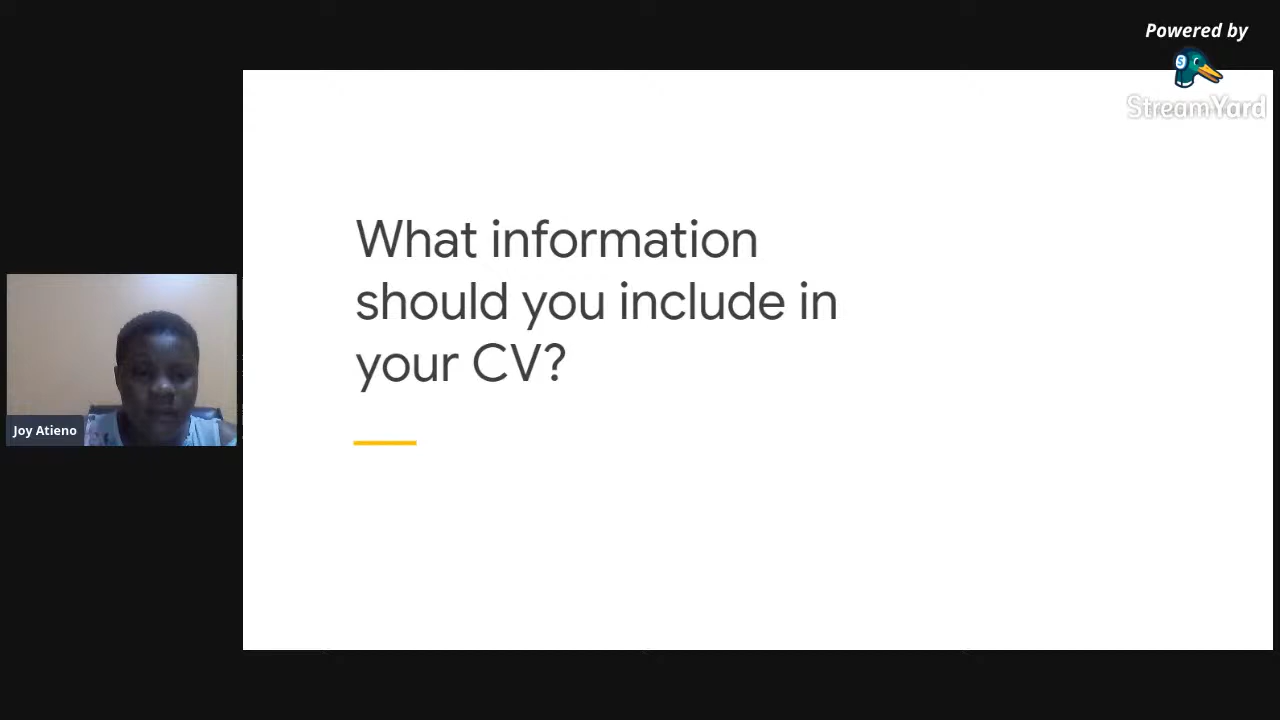 Powered by
StreamYard
What information
should you include in
your CV?
Joy Atieno